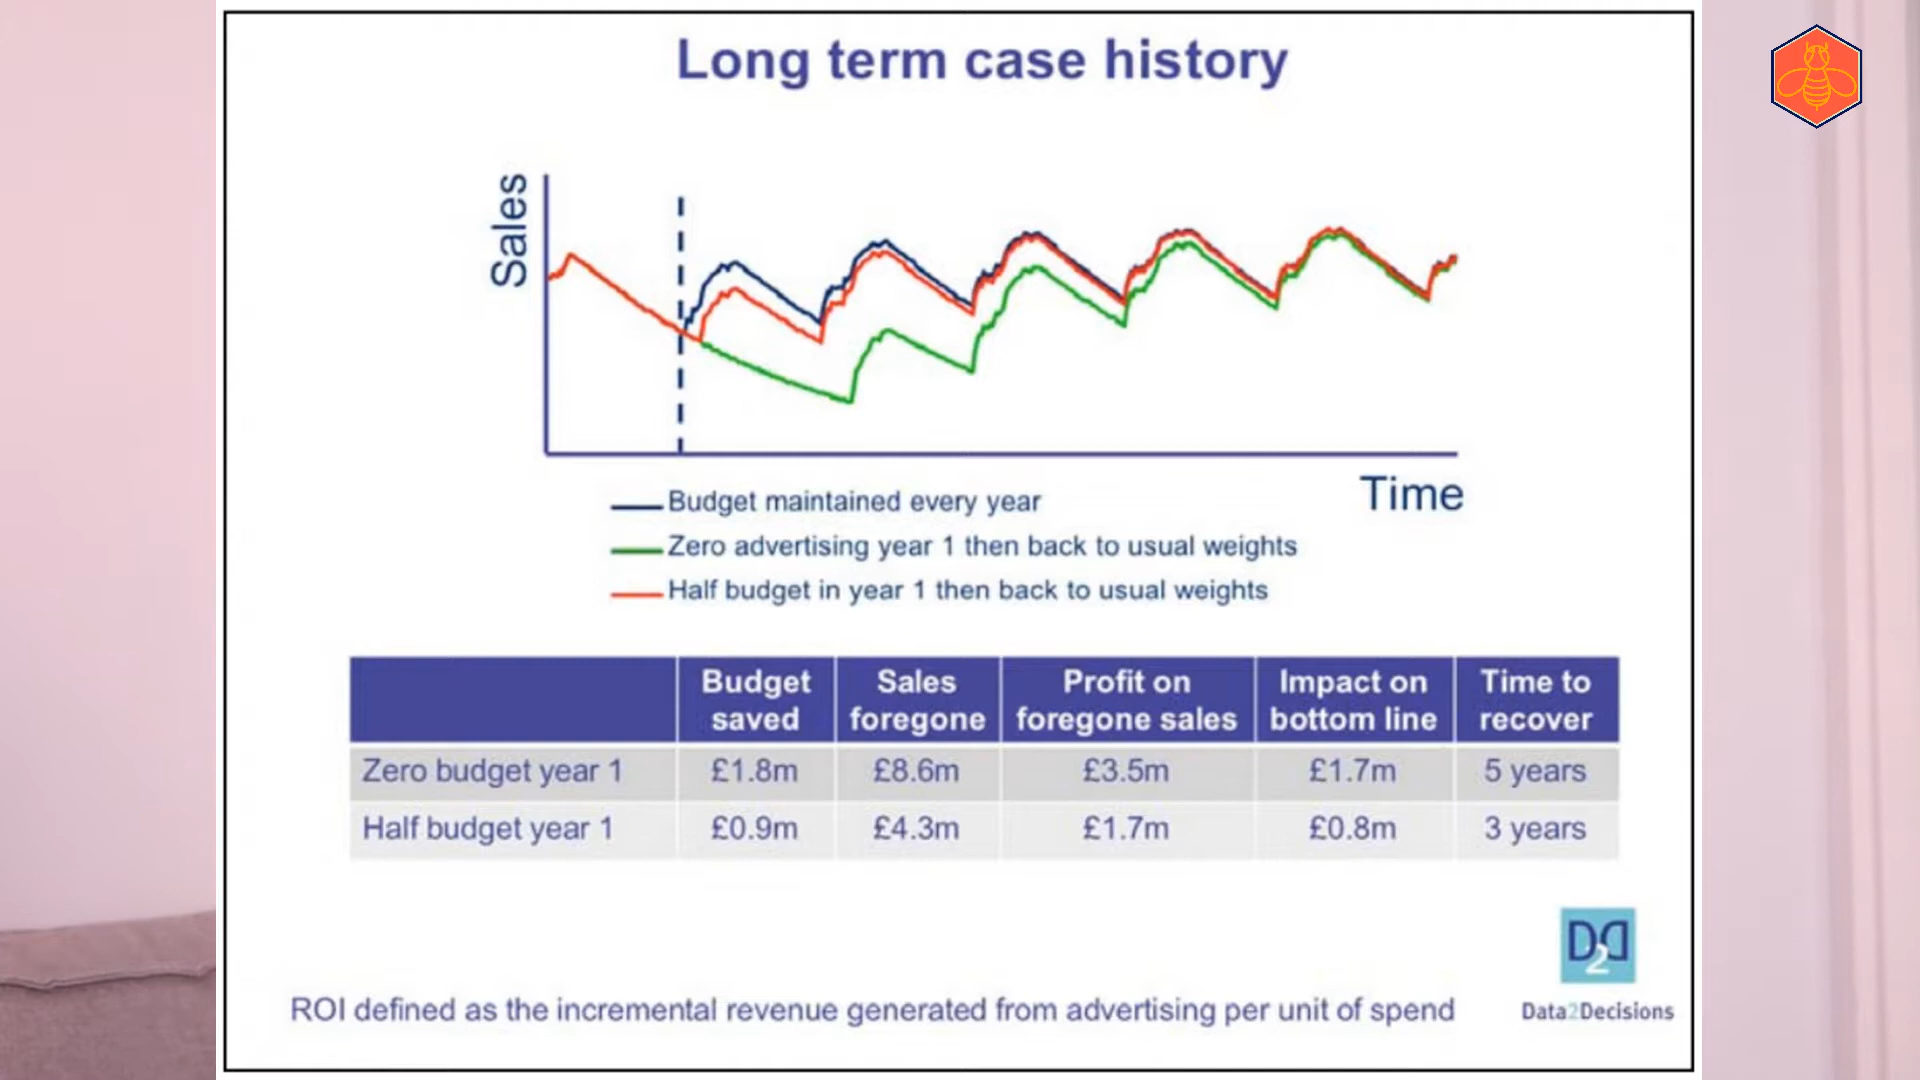 Long term case history
Sales
Time
Budget maintained every year
Zero advertising year 1 then back to usual weights
Half budget in year 1 then back to usual weights
Budget saved
Sales foregone
Profit on foregone sales
Impact on bottom line
Time to recover
Zero budget year 1 £1.8m £8.6m £3.5m £1.7m 5 years
Half budget year 1 £0.9m £4.3m £1.7m £0.8m 3 years
D2D
Data2Decisions
ROI defined as the incremental revenue generated from advertising per unit of spend